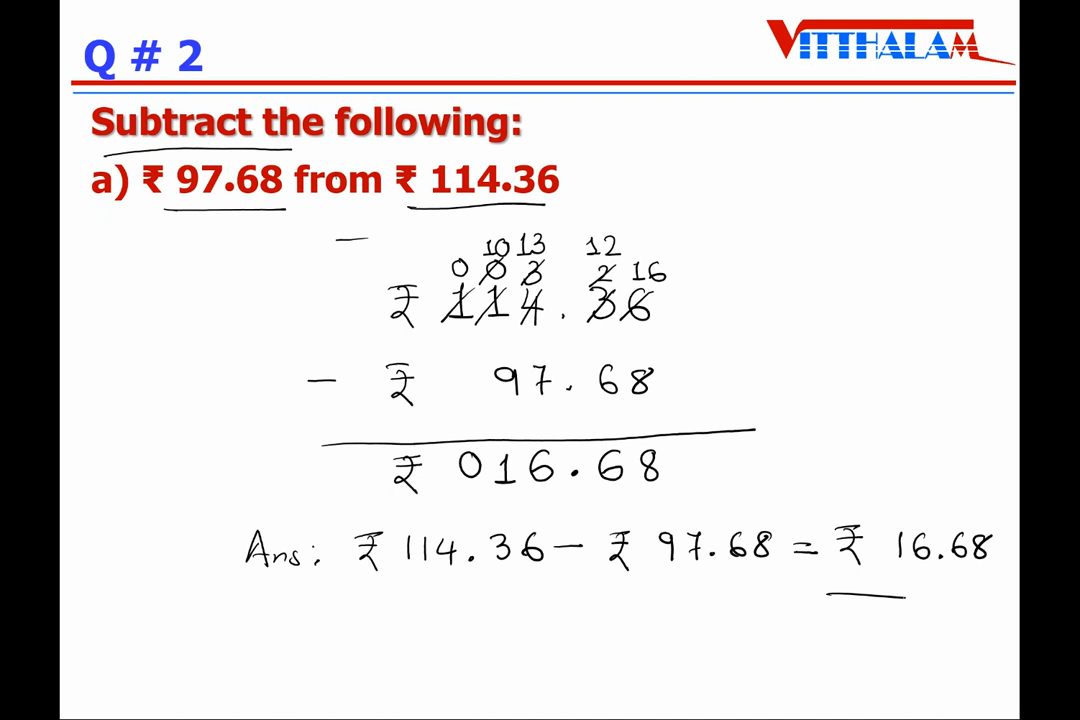 Q # 2
VITTHALAM
Subtract the following:
a) ₹ 97.68 from ₹ 114.36
—
10 13 12
0 0 3 2 16
₹ 114.36
— ₹ 97.68
₹ 016.68
Ans: ₹ 114.36 — ₹ 97.68 = ₹ 16.68